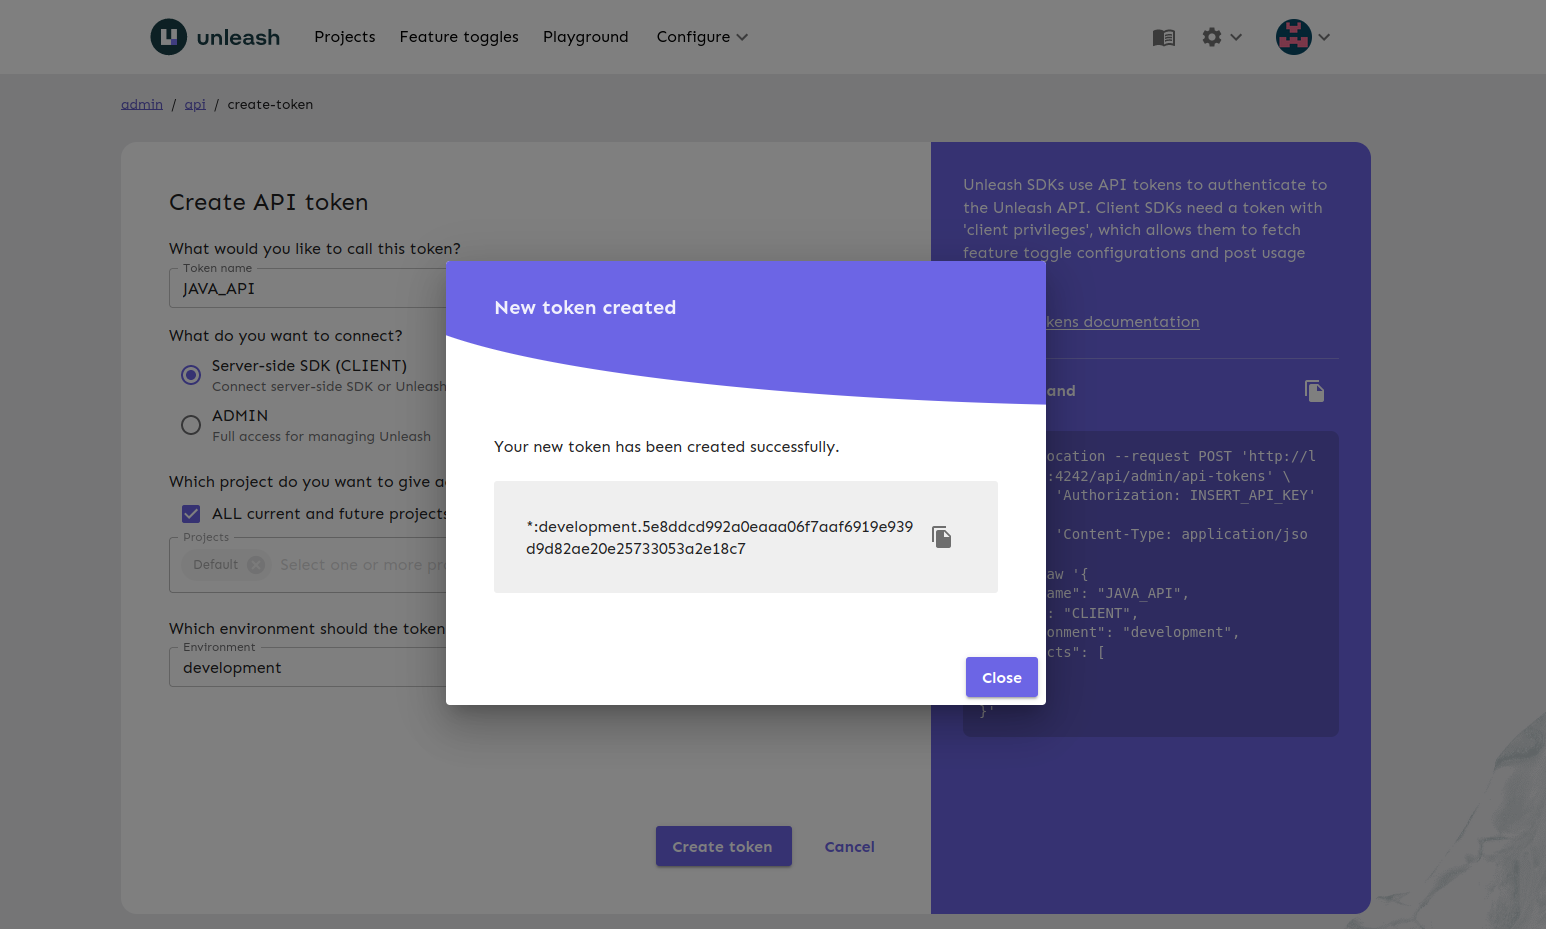 unleash
Projects
Feature toggles
Playground
Configure
admin / api / create-token
Create API token
What would you like to call this token?
Token name
JAVA_API
What do you want to connect?
Server-side SDK (CLIENT)
Connect server-side SDK or Unleash
ADMIN
Full access for managing Unleash
Which project do you want to give
ALL current and future projects
Projects
Default
Select one or more
Which environment should the token
Environment
development
Create token
Cancel
New token created
Your new token has been created successfully.
*:development.5e8ddcd992a0eaaa06f7aaf6919e939
d9d82ae20e25733053a2e18c7
Close
Unleash SDKs use API tokens to authenticate to
the Unleash API. Client SDKs need a token with
'client privileges', which allows them to fetch
feature toggle configurations and post usage
kens documentation
and
ocation --request POST 'http://l
:4242/api/admin/api-tokens' \
'Authorization: INSERT_API_KEY'
'Content-Type: application/jso
aw '{
ame": "JAVA_API",
: "CLIENT",
onment": "development",
cts": [
}'